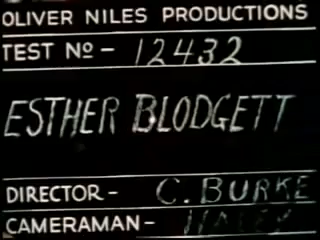 OLIVER NILES PRODUCTIONS
TEST Nº - 12432
ESTHER BLODGETT
DIRECTOR - C. BURKE
CAMERAMAN -